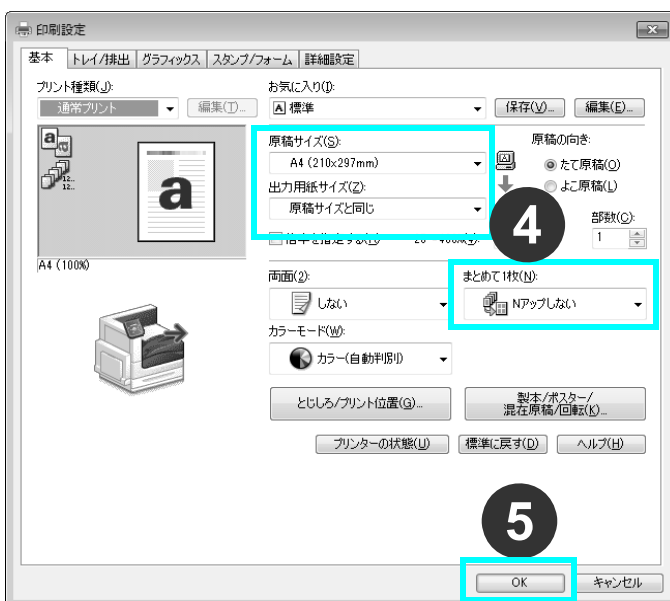 印刷設定
基本 トレイ/排出 グラフィックス スタンプ/フォーム 詳細設定
プリント種類(J):
通常プリント 編集(T)...
お気に入り(I):
A 標準 保存(V)... 編集(E)...
原稿サイズ(S):
A4 (210x297mm)
出力用紙サイズ(Z):
原稿サイズと同じ
原稿の向き:
たて原稿(O)
よこ原稿(L)
4
部数(C):
1
a
12..
12..
a
A4 (100%)
両面(2):
しない
まとめて1枚(N):
Nアップしない
カラーモード(W):
カラー(自動判別)
とじしろ/プリント位置(G)...
製本/ポスター/
混在原稿/回転(K)...
プリンターの状態(U) 標準に戻す(D) ヘルプ(H)
5
OK キャンセル